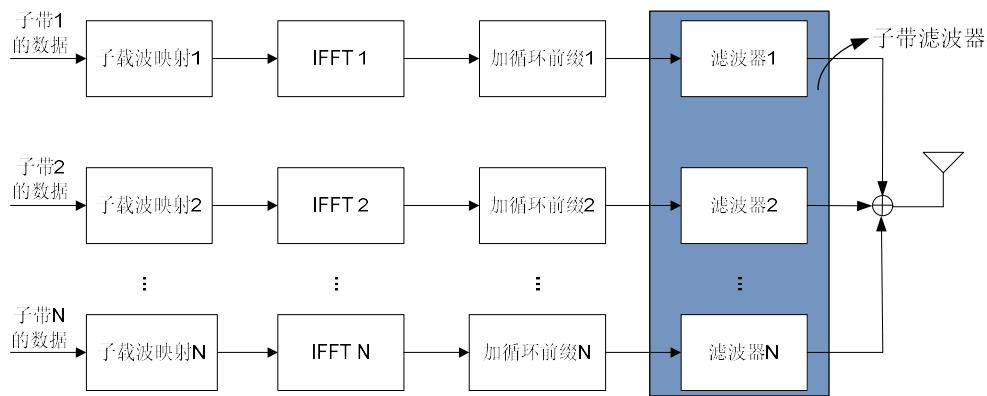 子带1
的数据
子载波映射1
IFFT 1
加循环前缀1
滤波器1
子带滤波器
子带2
的数据
子载波映射2
IFFT 2
加循环前缀2
滤波器2
子带N
的数据
子载波映射N
IFFT N
加循环前缀N
滤波器N